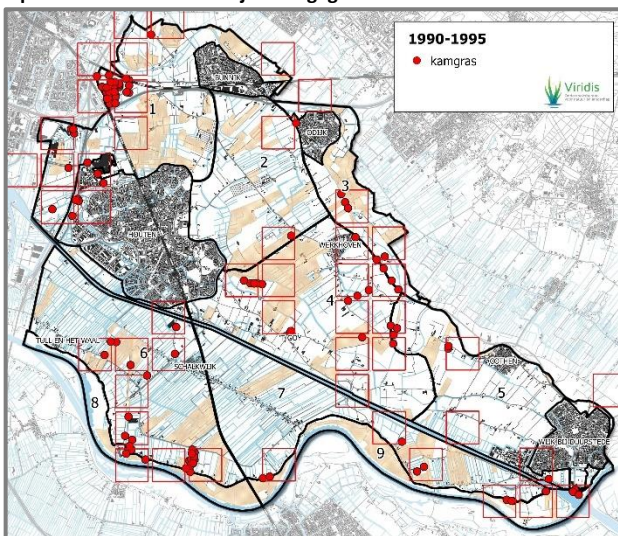 1990-1995
kamgras
Viridis
BUNNIK
1
ODIJK
2
3
HOUTEN
WERKHOVEN
4
TULL EN HET WAAL
GOY
6
SCHALKWIJK
COTHEN
5
7
8
WIJK BIJ DUURSTEDE
9